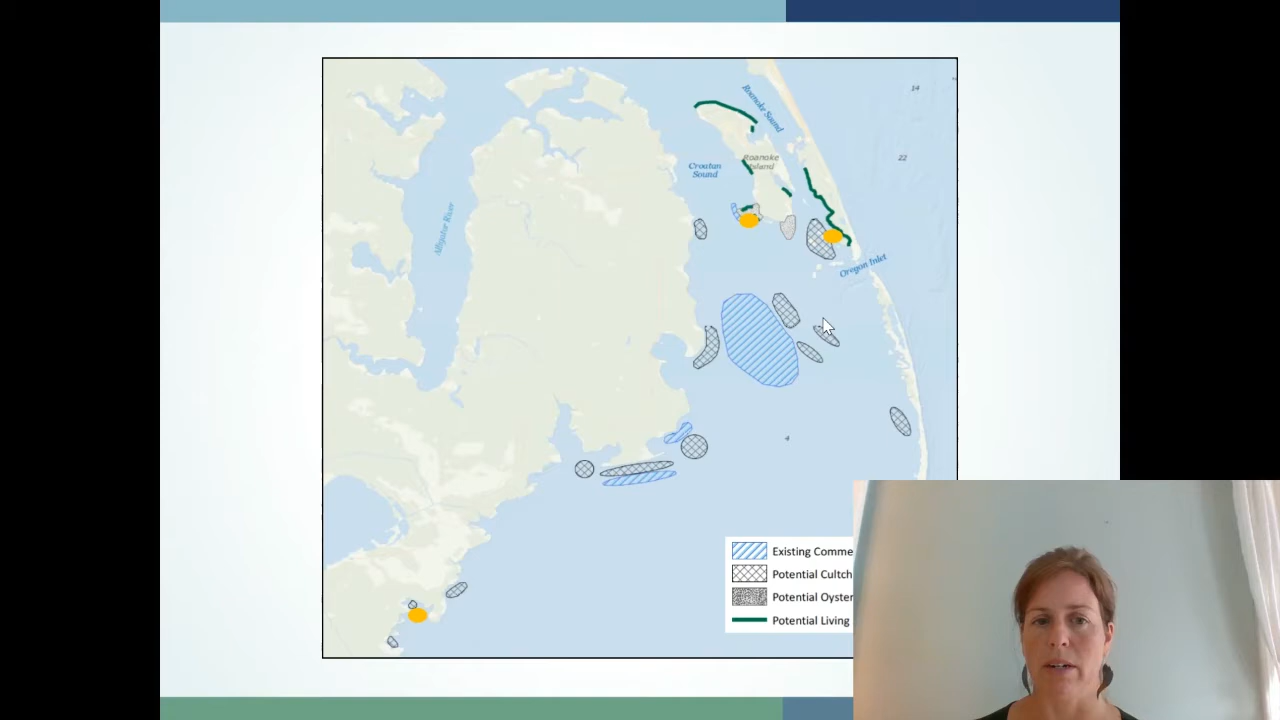 14
Roanoke Sound
22
Roanoke
Island
Croatan
Sound
Alligator River
Oregon Inlet
4
Existing Comme
Potential Cultch
Potential Oyster
Potential Living